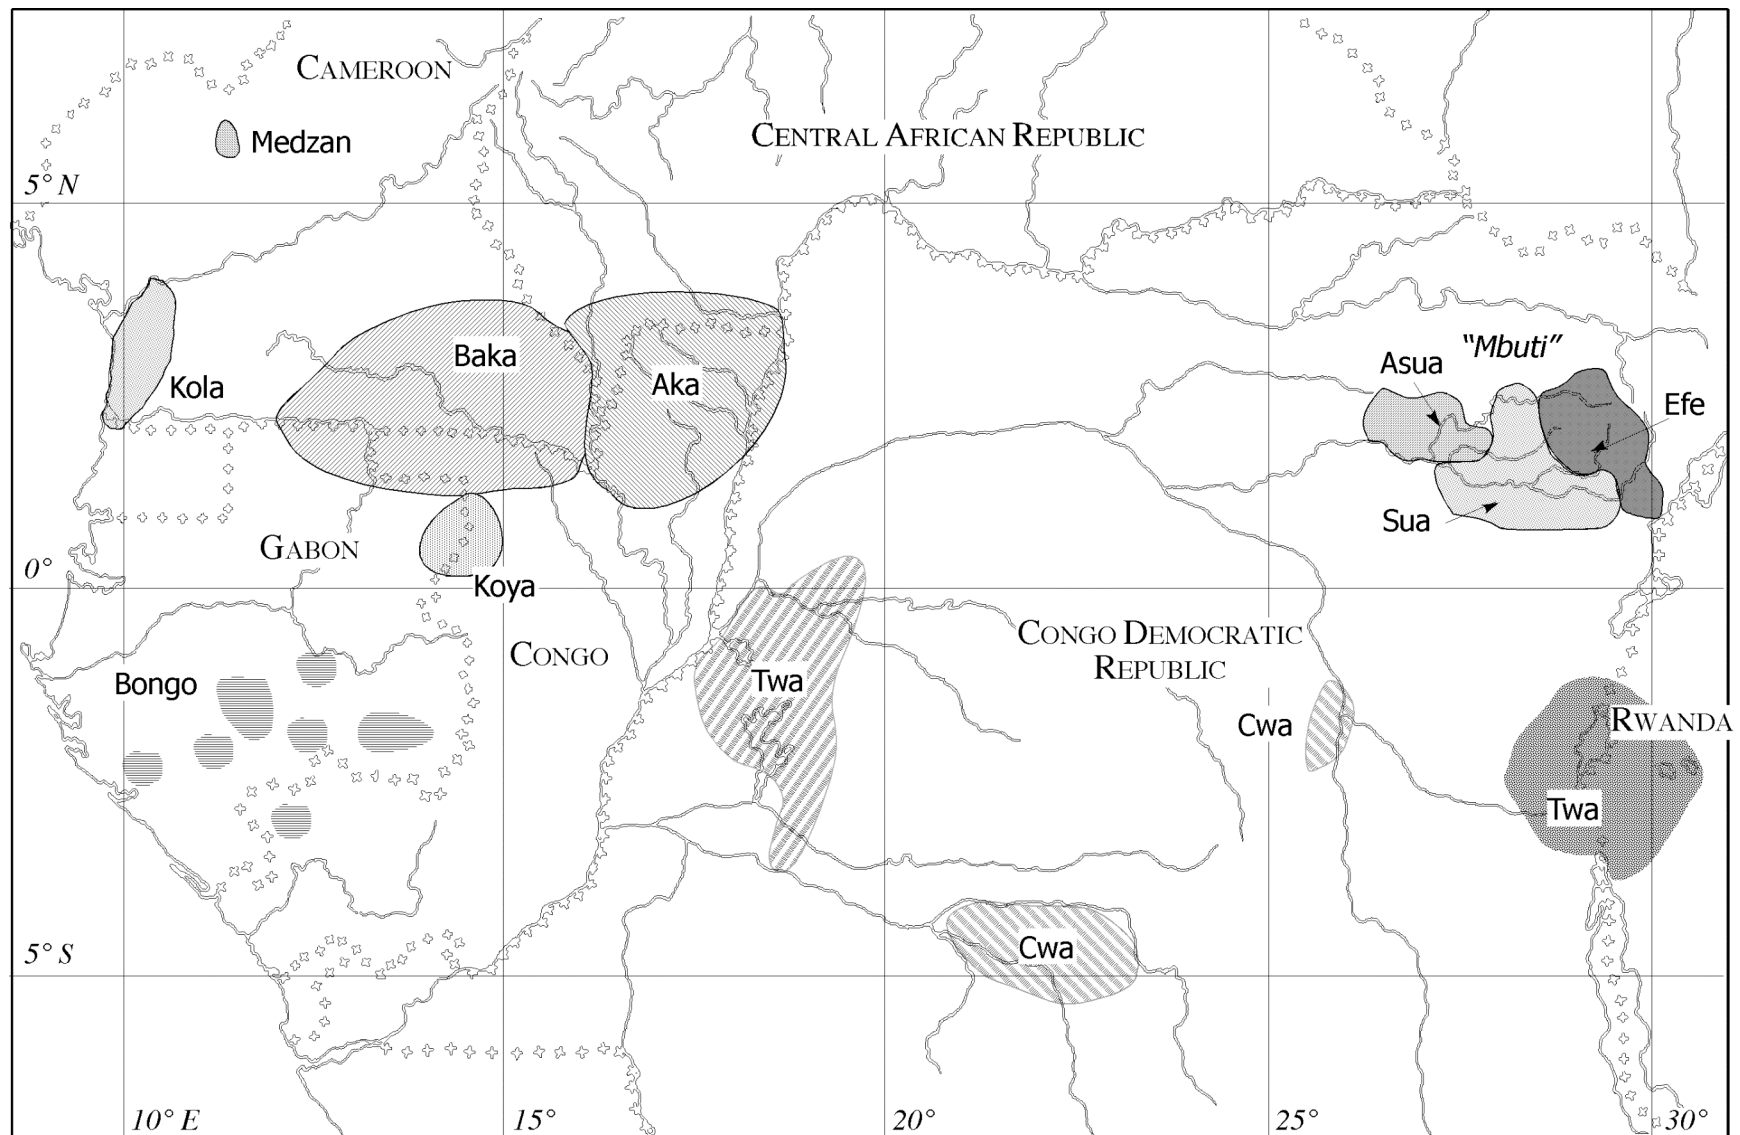 CAMEROON
Medzan
CENTRAL AFRICAN REPUBLIC
5° N
Baka
Aka
Kola
"Mbuti"
Asua
Efe
Sua
GABON
0°
Koya
CONGO
CONGO DEMOCRATIC
REPUBLIC
Bongo
Twa
Cwa
RWANDA
Twa
Cwa
5° S
10° E
15°
20°
25°
30°